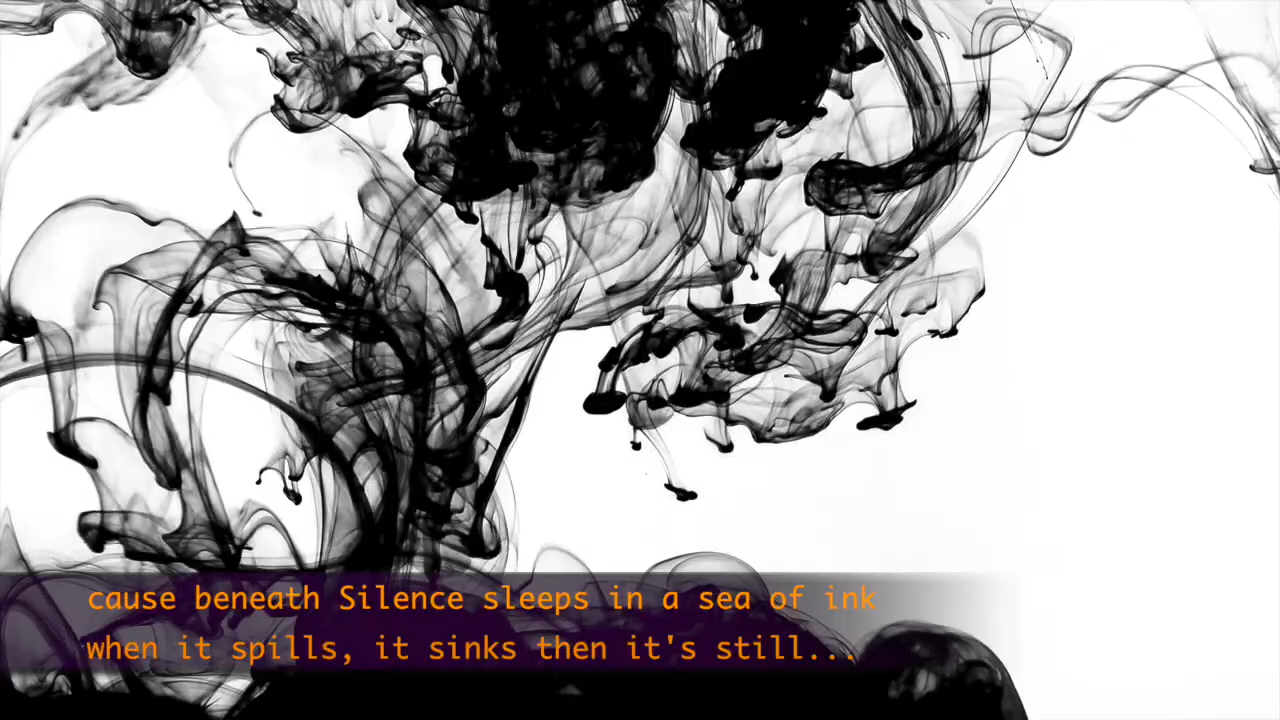 cause beneath Silence sleeps in a sea of ink
when it spills, it sinks then it's still...